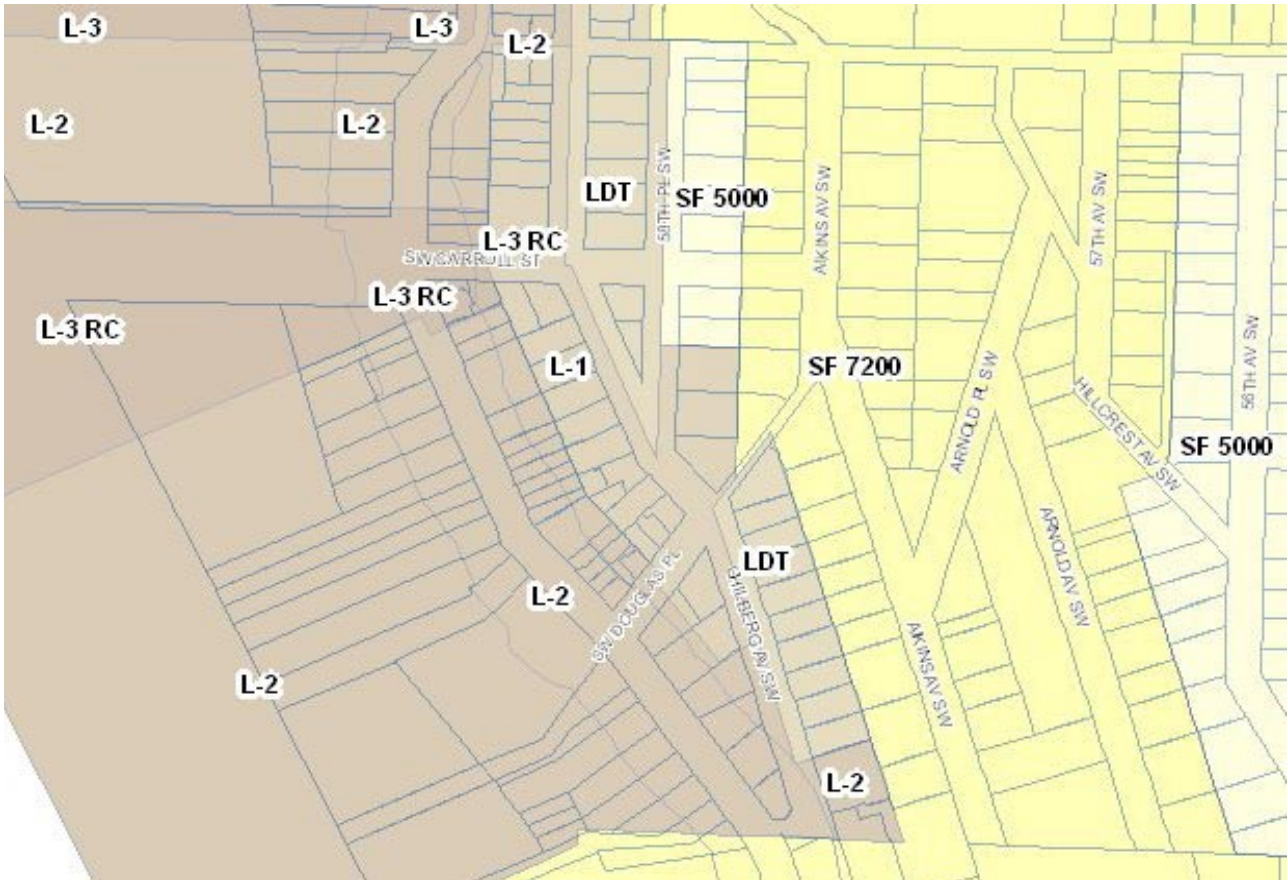 L-3
L-3
L-2
L-2
L-2
LDT
SF 5000
58TH PL SW
AIKINS AV SW
57TH AV SW
L-3 RC
SW CARROLL ST
L-3 RC
L-3 RC
L-1
SF 7200
ARNOLD PL SW
HILLCREST AV SW
56TH AV SW
SF 5000
LDT
L-2
SW DOUGLAS PL
CHILBERG AV SW
ARNOLD AV SW
AIKINS AV SW
L-2
L-2